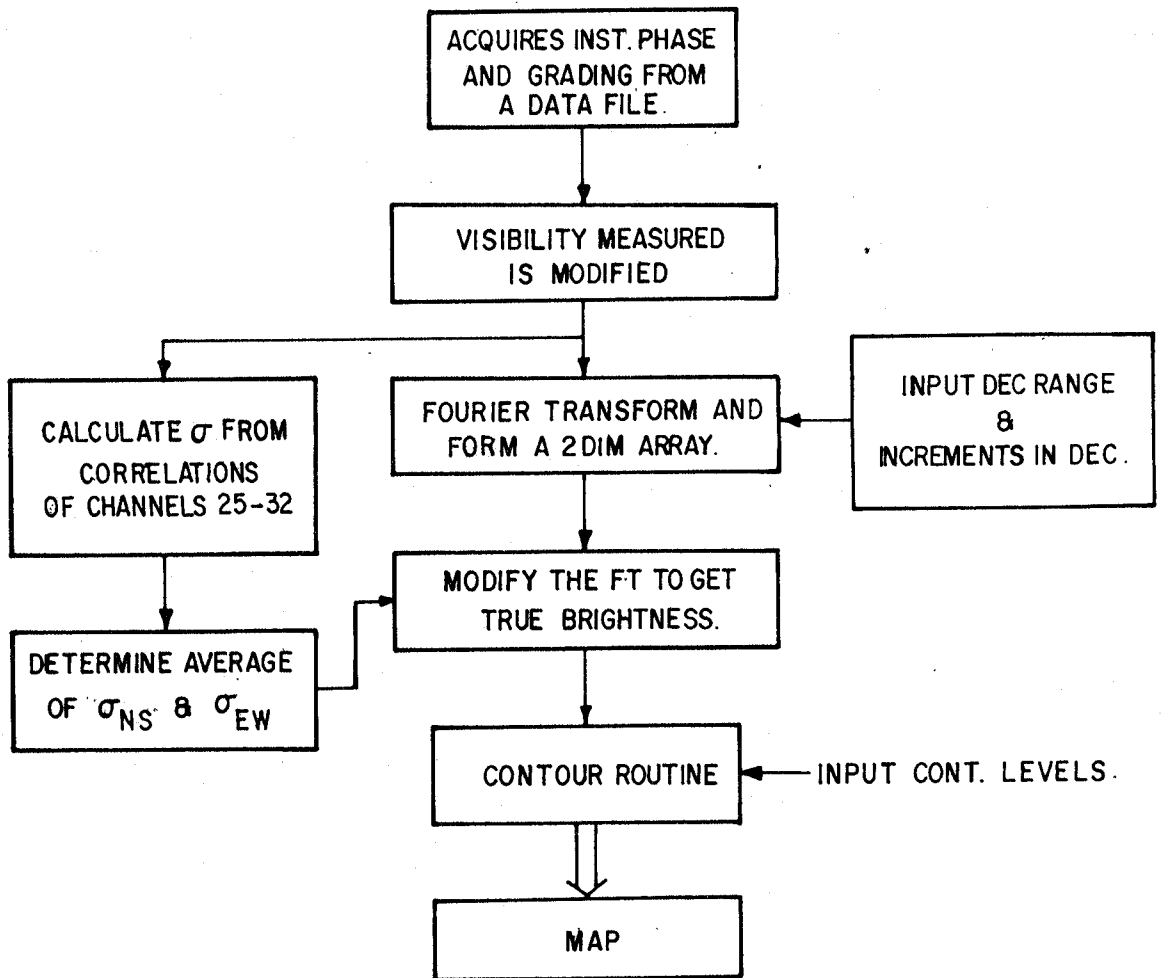 ACQUIRES INST. PHASE
AND GRADING FROM
A DATA FILE.
VISIBILITY MEASURED
IS MODIFIED
CALCULATE σ FROM
CORRELATIONS
OF CHANNELS 25-32
FOURIER TRANSFORM AND
FORM A 2DIM ARRAY.
INPUT DEC RANGE
&
INCREMENTS IN DEC.
DETERMINE AVERAGE
OF σNS & σEW
MODIFY THE FT TO GET
TRUE BRIGHTNESS.
CONTOUR ROUTINE
INPUT CONT. LEVELS.
MAP